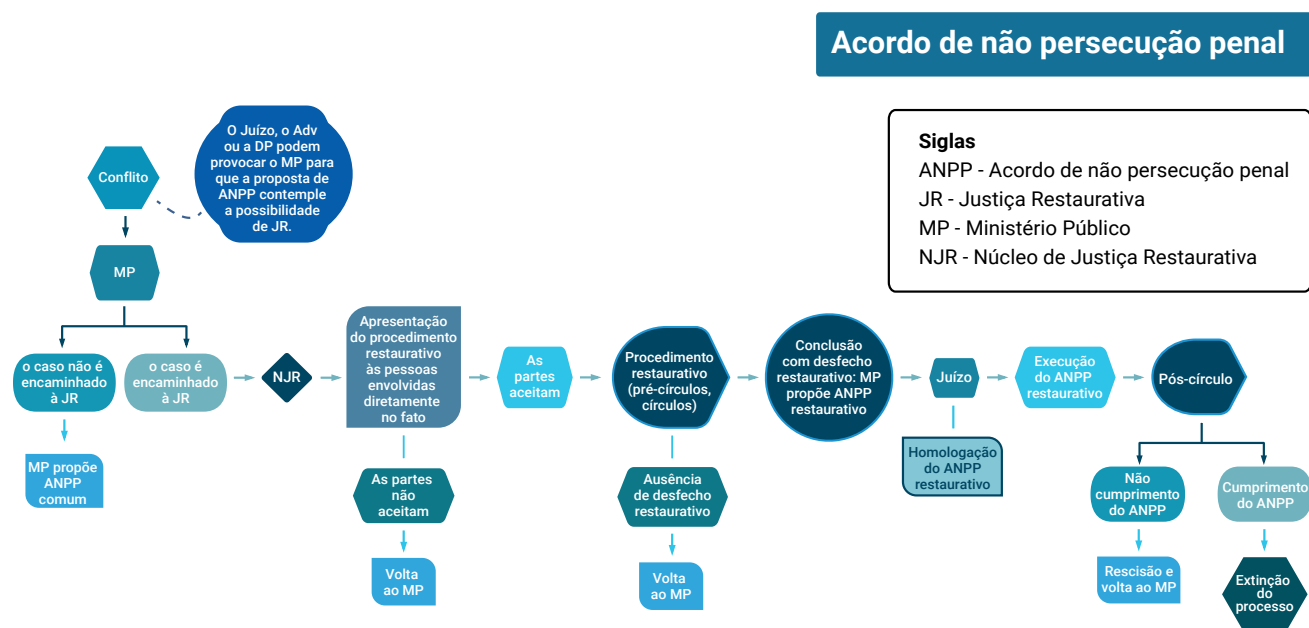 Acordo de não persecução penal
Siglas
ANPP - Acordo de não persecução penal
JR - Justiça Restaurativa
MP - Ministério Público
NJR - Núcleo de Justiça Restaurativa
O Juízo, o Adv
ou a DP podem
provocar o MP para
que a proposta de
ANPP contemple
a possibilidade
de JR.
Conflito
MP
o caso não é
encaminhado
à JR
o caso é
encaminhado
à JR
MP propõe
ANPP
comum
NJR
Apresentação
do procedimento
restaurativo
às pessoas
envolvidas
diretamente
no fato
As partes
não
aceitam
Volta
ao MP
As
partes
aceitam
Procedimento
restaurativo
(pré-círculos,
círculos)
Ausência
de desfecho
restaurativo
Volta
ao MP
Conclusão
com desfecho
restaurativo: MP
propõe ANPP
restaurativo
Juízo
Homologação
do ANPP
restaurativo
Execução
do ANPP
restaurativo
Pós-círculo
Não
cumprimento
do ANPP
Rescisão e
volta ao MP
Cumprimento
do ANPP
Extinção
do
processo